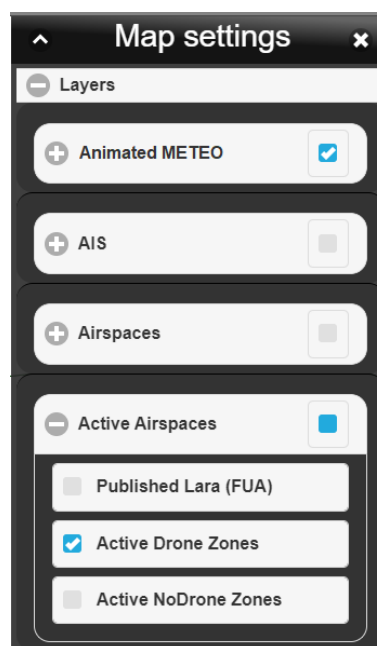 Map settings
Layers
Animated METEO
AIS
Airspaces
Active Airspaces
Published Lara (FUA)
Active Drone Zones
Active NoDrone Zones